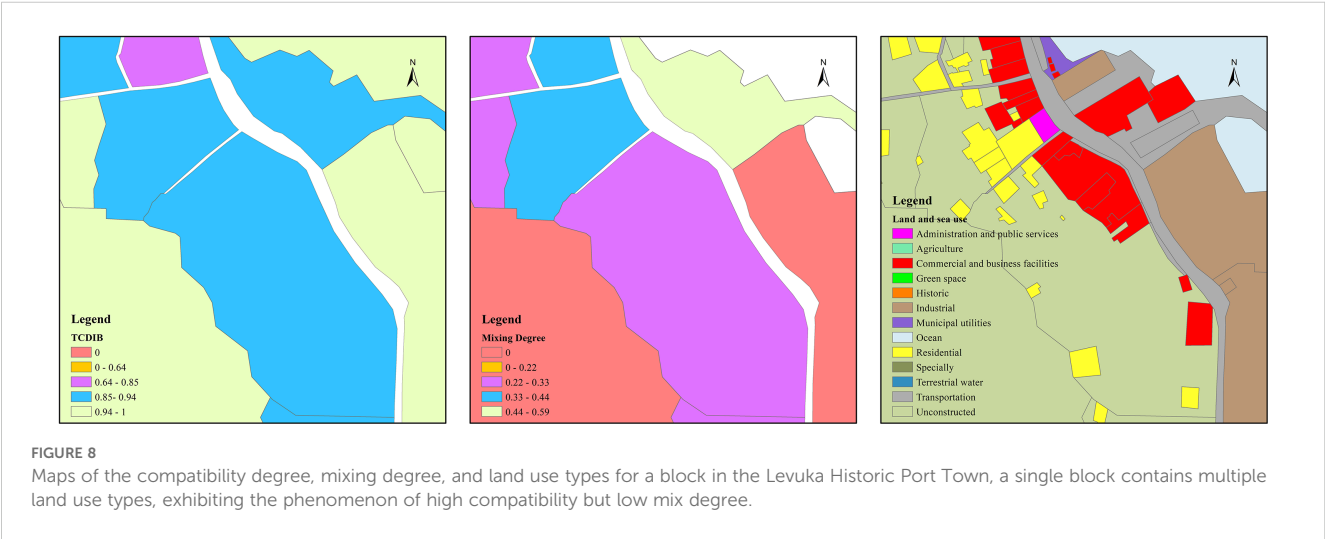 N
Legend
TCDIB
0
0 - 0.64
0.64 - 0.85
0.85- 0.94
0.94 - 1
N
Legend
Mixing Degree
0
0 - 0.22
0.22 - 0.33
0.33 - 0.44
0.44 - 0.59
N
Legend
Land and sea use
Administration and public services
Agriculture
Commercial and business facilities
Green space
Historic
Industrial
Municipal utilities
Ocean
Residential
Specially
Terrestrial water
Transportation
Unconstructed
FIGURE 8
Maps of the compatibility degree, mixing degree, and land use types for a block in the Levuka Historic Port Town, a single block contains multiple
land use types, exhibiting the phenomenon of high compatibility but low mix degree.